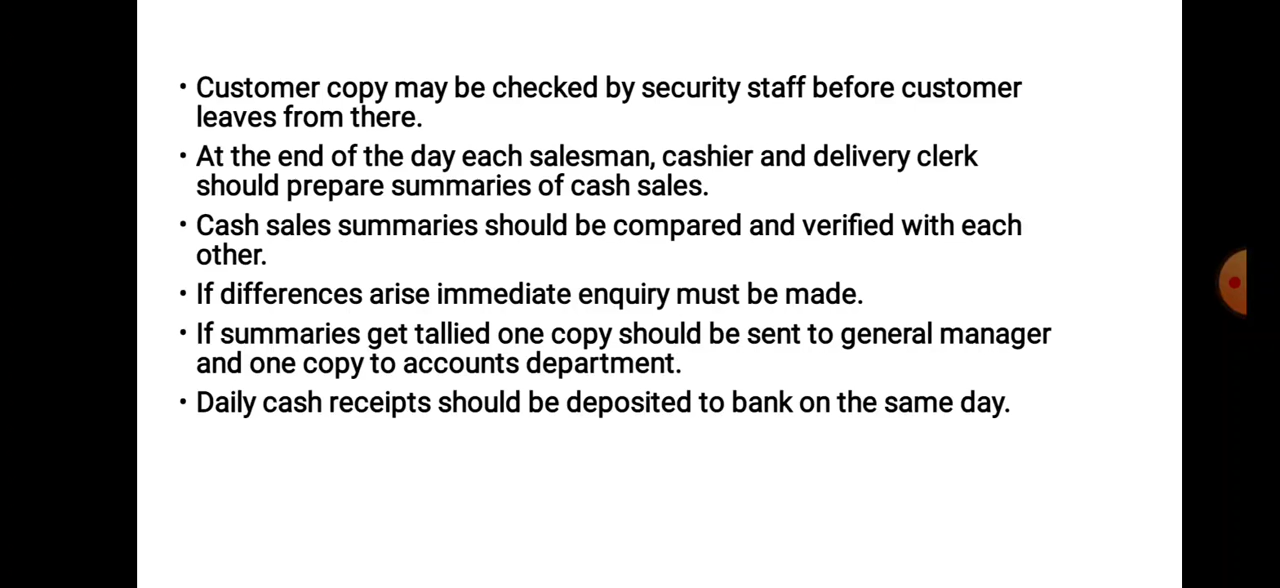 • Customer copy may be checked by security staff before customer
leaves from there.
• At the end of the day each salesman, cashier and delivery clerk
should prepare summaries of cash sales.
• Cash sales summaries should be compared and verified with each
other.
• If differences arise immediate enquiry must be made.
• If summaries get tallied one copy should be sent to general manager
and one copy to accounts department.
• Daily cash receipts should be deposited to bank on the same day.